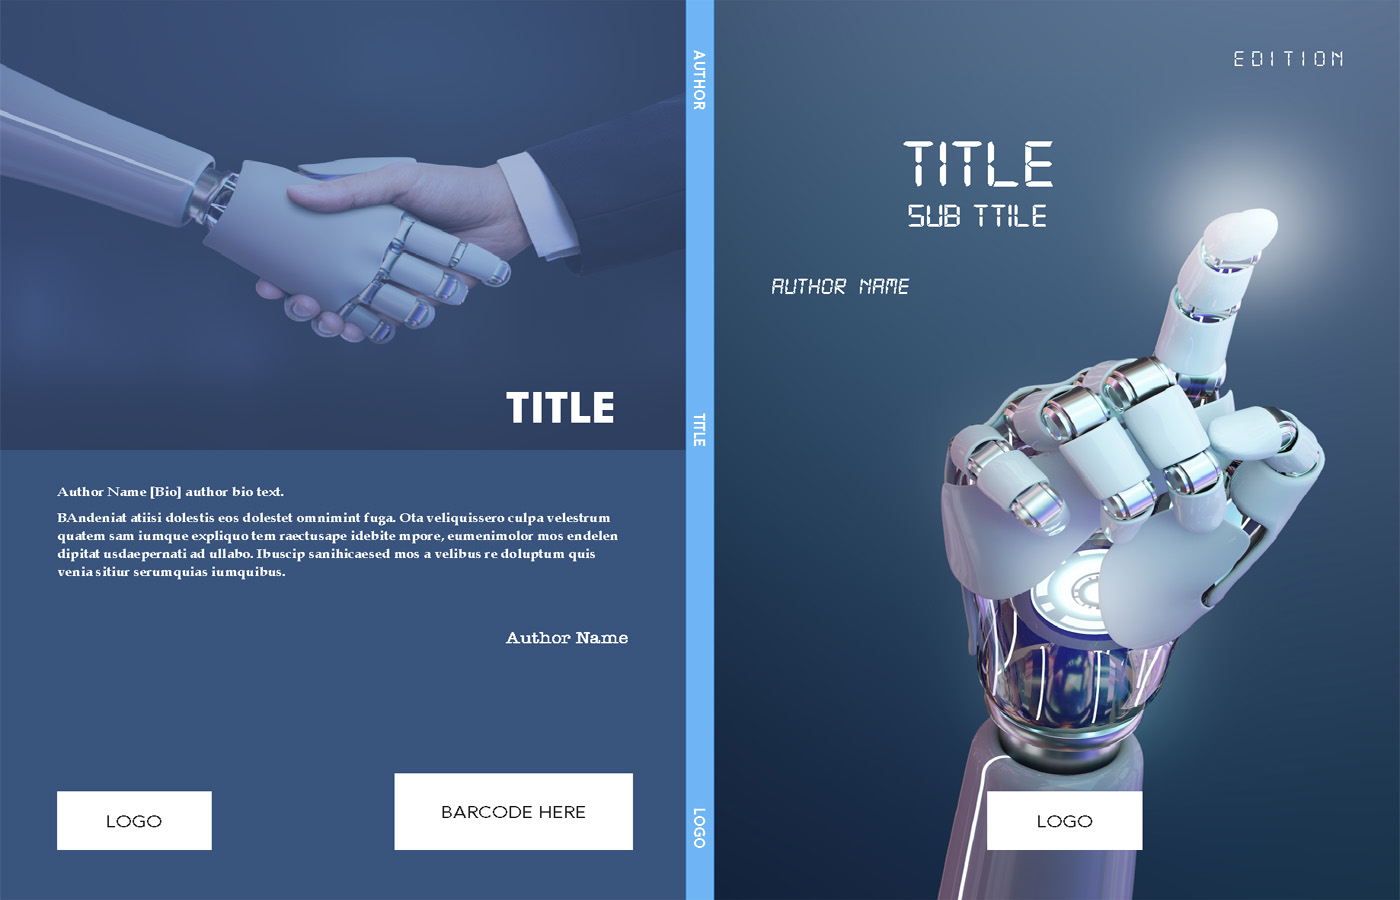 TITLE
Author Name [Bio] author bio text.
BAndeniat atiisi dolestis eos dolestet omnimint fuga. Ota veliquissero culpa velestrum
quatem sam iumque expliquo tem raectusape idebite mpore, eumenimolor mos endelen
dipitat usdaepernati ad ullabo. Ibuscip sanihicaesed mos a velibus re doluptum quis
venia sitiur serumquias iumquibus.
Author Name
LOGO
BARCODE HERE
AUTHOR
TITLE
LOGO
EDITION
TITLE
SUB TTILE
AUTHOR NAME
LOGO